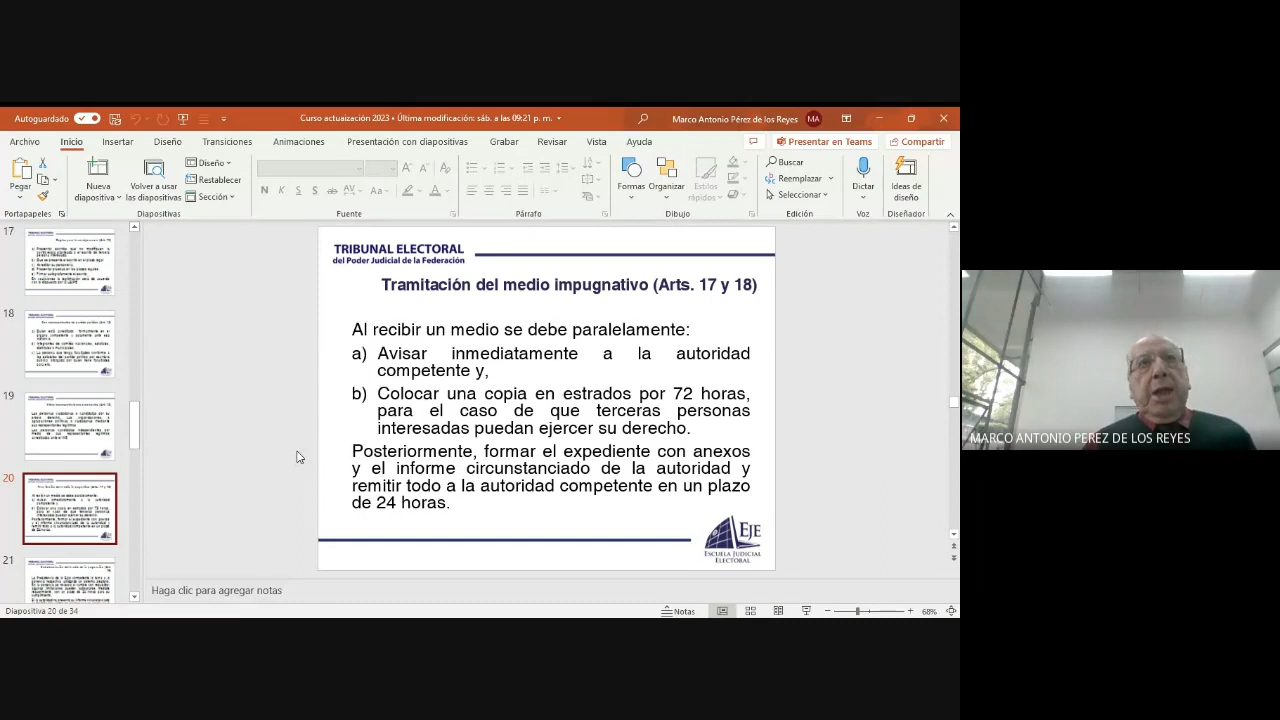 Autoguardado
Curso actuaización 2023 • Última modificación: sáb. a las 09:21 p. m.
Marco Antonio Pérez de los Reyes
MA
Archivo
Inicio
Insertar
Diseño
Transiciones
Animaciones
Presentación con diapositivas
Grabar
Revisar
Vista
Ayuda
Presentar en Teams
Compartir
Pegar
Nueva
diapositiva
Volver a usar
las diapositivas
Diseño
Restablecer
Sección
N K S S ab AV Aa A
Formas
Organizar
Estilos
rápidos
Buscar
Reemplazar
Seleccionar
Dictar
Ideas de
diseño
Portapapeles
Diapositivas
Fuente
Párrafo
Dibujo
Edición
Voz
Diseñador
17
18
19
20
21
TRIBUNAL ELECTORAL
del Poder Judicial de la Federación
Tramitación del medio impugnativo (Arts. 17 y 18)
Al recibir un medio se debe paralelamente:
a) Avisar inmediatamente a la autoridad
competente y,
b) Colocar una copia en estrados por 72 horas,
para el caso de que terceras personas
interesadas puedan ejercer su derecho.
Posteriormente, formar el expediente con anexos
y el informe circunstanciado de la autoridad y
remitir todo a la autoridad competente en un plazo
de 24 horas.
EJE
ESCUELA JUDICIAL
ELECTORAL
Haga clic para agregar notas
Diapositiva 20 de 34
Notas
68%
MARCO ANTONIO PEREZ DE LOS REYES